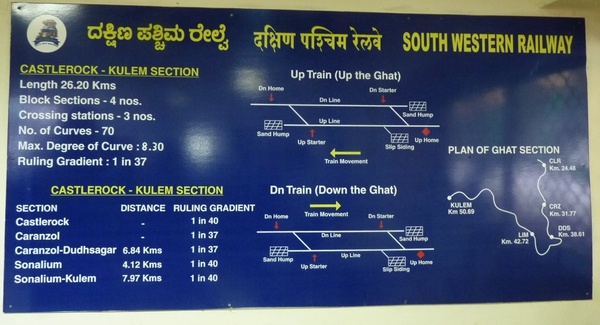 ದಕ್ಷಿಣ ಪಶ್ಚಿಮ ರೇಲ್ವೆ दक्षिण पश्चिम रेलवे SOUTH WESTERN RAILWAY
CASTLEROCK - KULEM SECTION
Length 26.20 Kms
Block Sections - 4 nos.
Crossing stations - 3 nos.
No. of Curves - 70
Max. Degree of Curve : 8.30
Ruling Gradient : 1 in 37
Up Train (Up the Ghat)
Dn Home
Dn Starter
Dn Line
Sand Hump
Up Line
Sand Hump
Up Starter
Up Home
Slip Siding
Train Movement
CASTLEROCK - KULEM SECTION
SECTION DISTANCE RULING GRADIENT
Castlerock - 1 in 40
Caranzol - 1 in 37
Caranzol-Dudhsagar 6.84 Kms 1 in 37
Sonalium 4.12 Kms 1 in 40
Sonalium-Kulem 7.97 Kms 1 in 40
Dn Train (Down the Ghat)
Train Movement
Dn Home
Dn Starter
Dn Line
Sand Hump
Up Line
Sand Hump
Up Starter
Up Home
Slip Siding
PLAN OF GHAT SECTION
CLR
Km. 24.48
KULEM
Km 50.69
CRZ
Km. 31.77
LIM
Km. 42.72
DDS
Km. 38.61